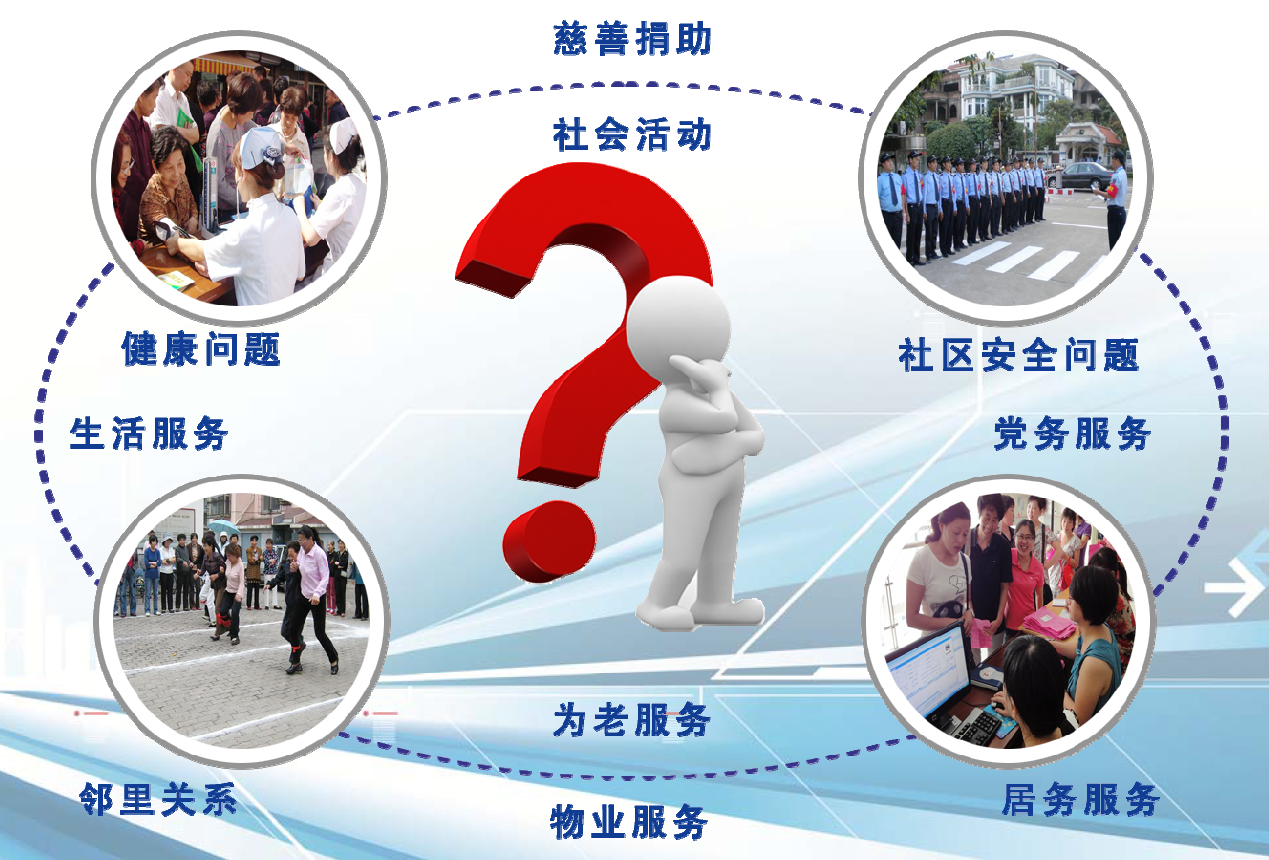 慈善捐助
社会活动
健康问题
社区安全问题
生活服务
党务服务
为老服务
邻里关系
居务服务
物业服务